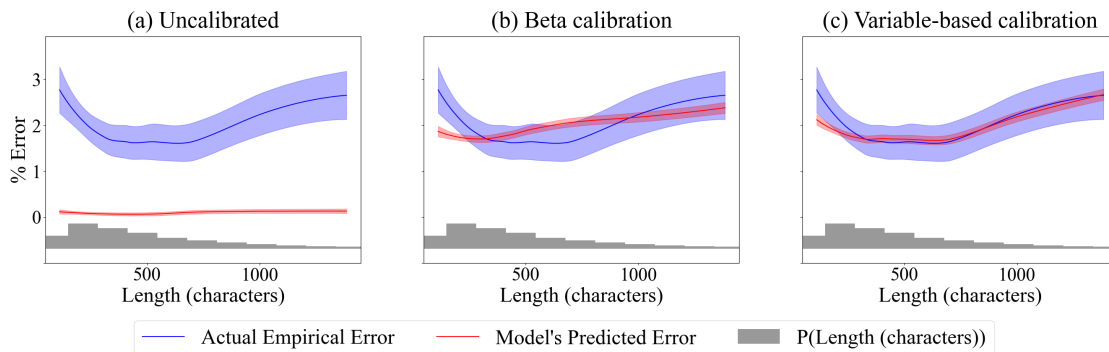 (a) Uncalibrated
(b) Beta calibration
(c) Variable-based calibration
% Error
3
2
1
0
500
1000
500
1000
500
1000
Length (characters)
Length (characters)
Length (characters)
Actual Empirical Error
Model's Predicted Error
P(Length (characters))